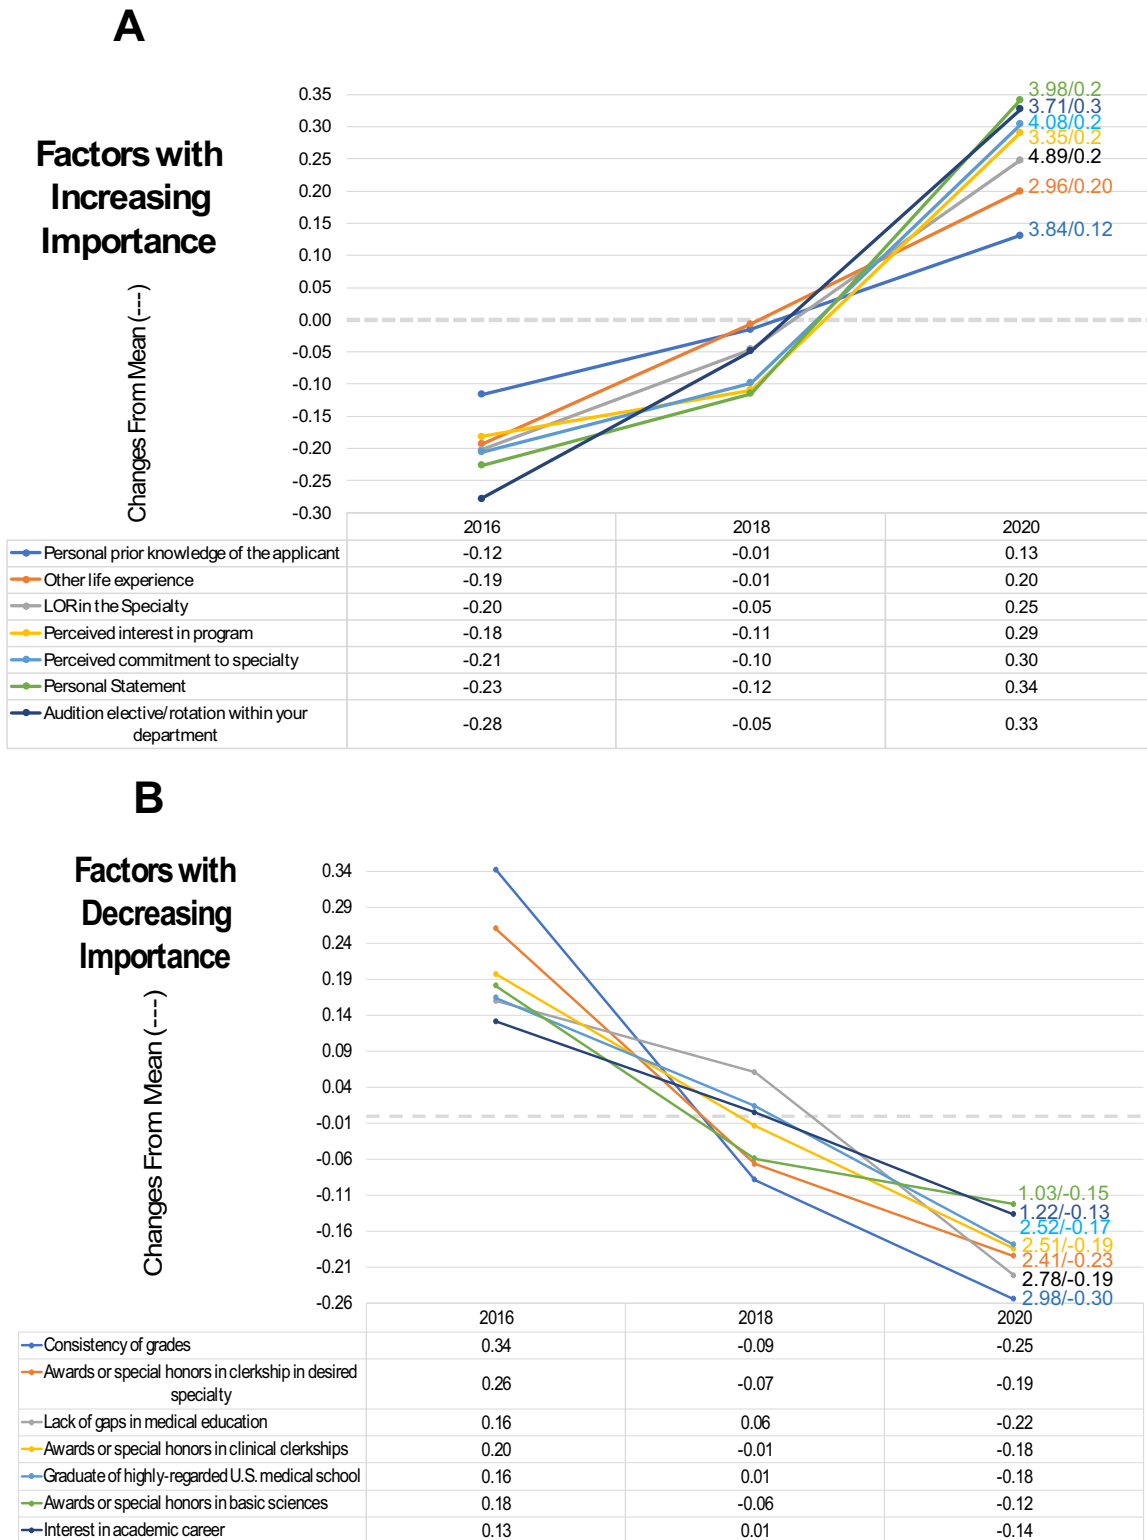 A
Factors with
Increasing
Importance
Changes From Mean (---)
0.35
0.30
0.25
0.20
0.15
0.10
0.05
0.00
-0.05
-0.10
-0.15
-0.20
-0.25
-0.30
3.98/0.2
3.71/0.3
4.08/0.2
3.35/0.2
4.89/0.2
2.96/0.20
3.84/0.12
2016 2018 2020
Personal prior knowledge of the applicant -0.12 -0.01 0.13
Other life experience -0.19 -0.01 0.20
LOR in the Specialty -0.20 -0.05 0.25
Perceived interest in program -0.18 -0.11 0.29
Perceived commitment to specialty -0.21 -0.10 0.30
Personal Statement -0.23 -0.12 0.34
Audition elective/rotation within your
department -0.28 -0.05 0.33
B
Factors with
Decreasing
Importance
Changes From Mean (---)
0.34
0.29
0.24
0.19
0.14
0.09
0.04
-0.01
-0.06
-0.11
-0.16
-0.21
-0.26
1.03/-0.15
1.22/-0.13
2.52/-0.17
2.51/-0.19
2.41/-0.23
2.78/-0.19
2.98/-0.30
2016 2018 2020
Consistency of grades 0.34 -0.09 -0.25
Awards or special honors in clerkship in desired
specialty 0.26 -0.07 -0.19
Lack of gaps in medical education 0.16 0.06 -0.22
Awards or special honors in clinical clerkships 0.20 -0.01 -0.18
Graduate of highly-regarded U.S. medical school 0.16 0.01 -0.18
Awards or special honors in basic sciences 0.18 -0.06 -0.12
Interest in academic career 0.13 0.01 -0.14